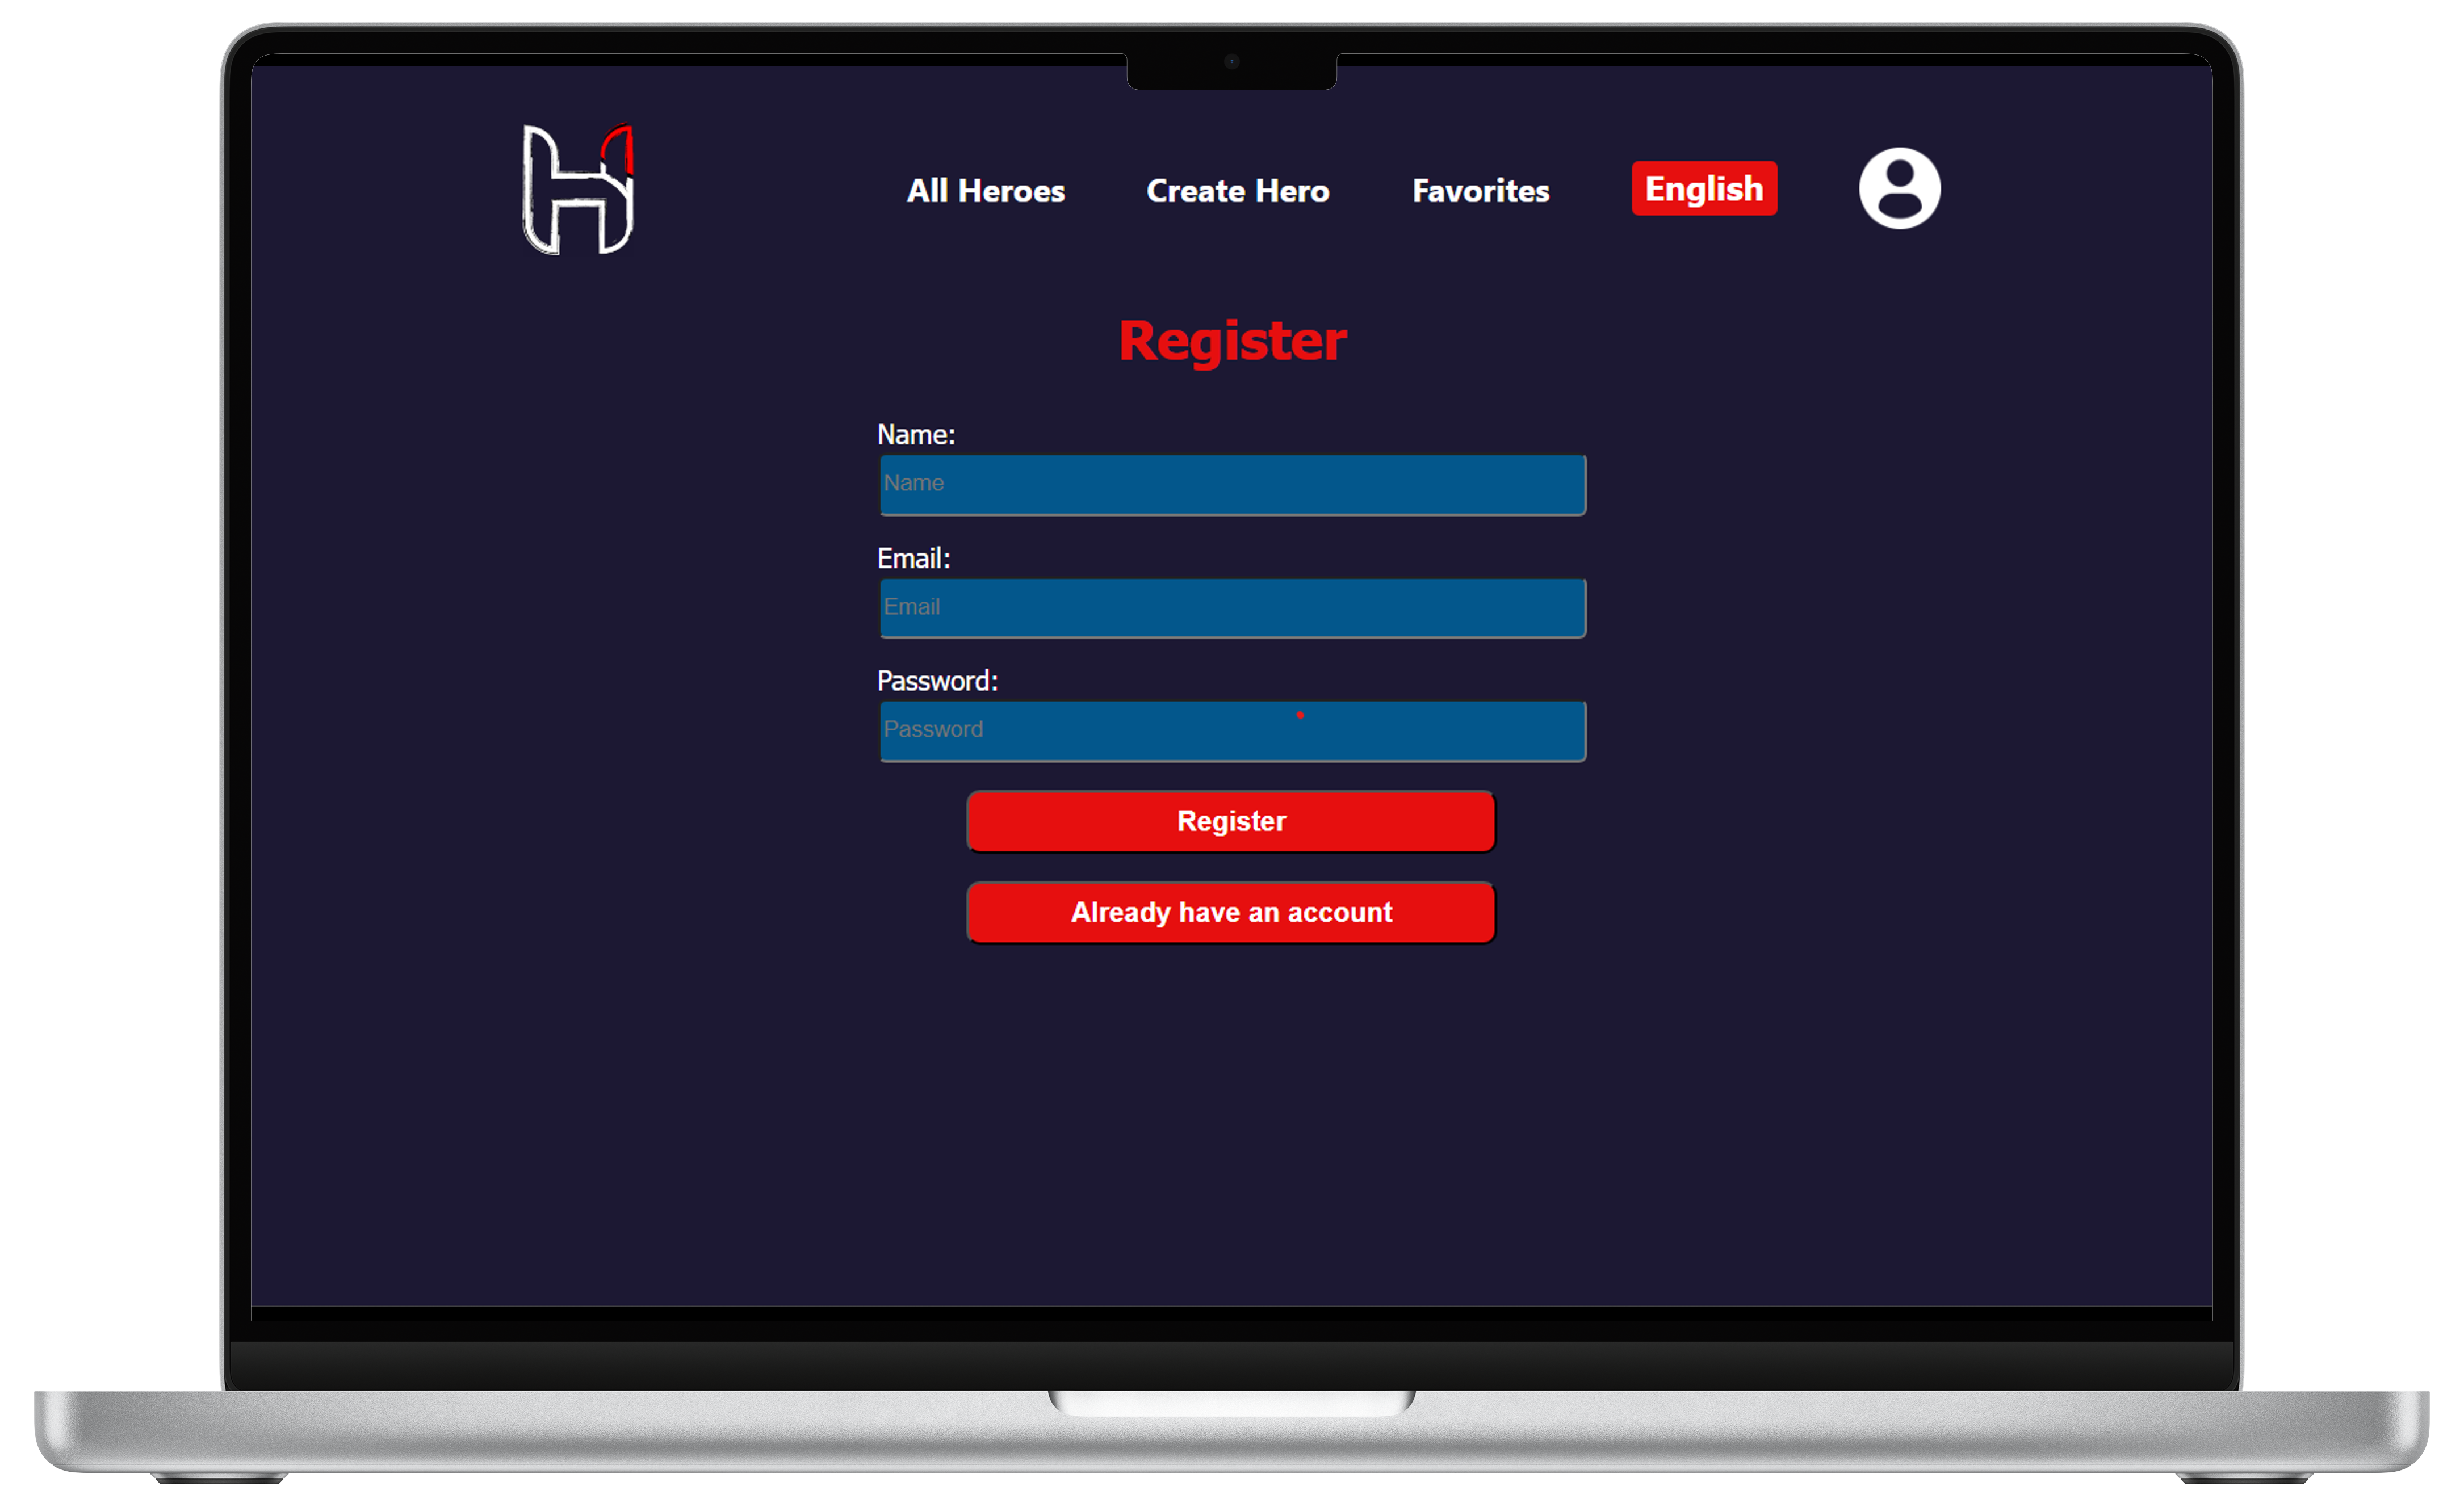 All Heroes Create Hero Favorites English
Register
Name:
Name
Email:
Email
Password:
Password
Register
Already have an account